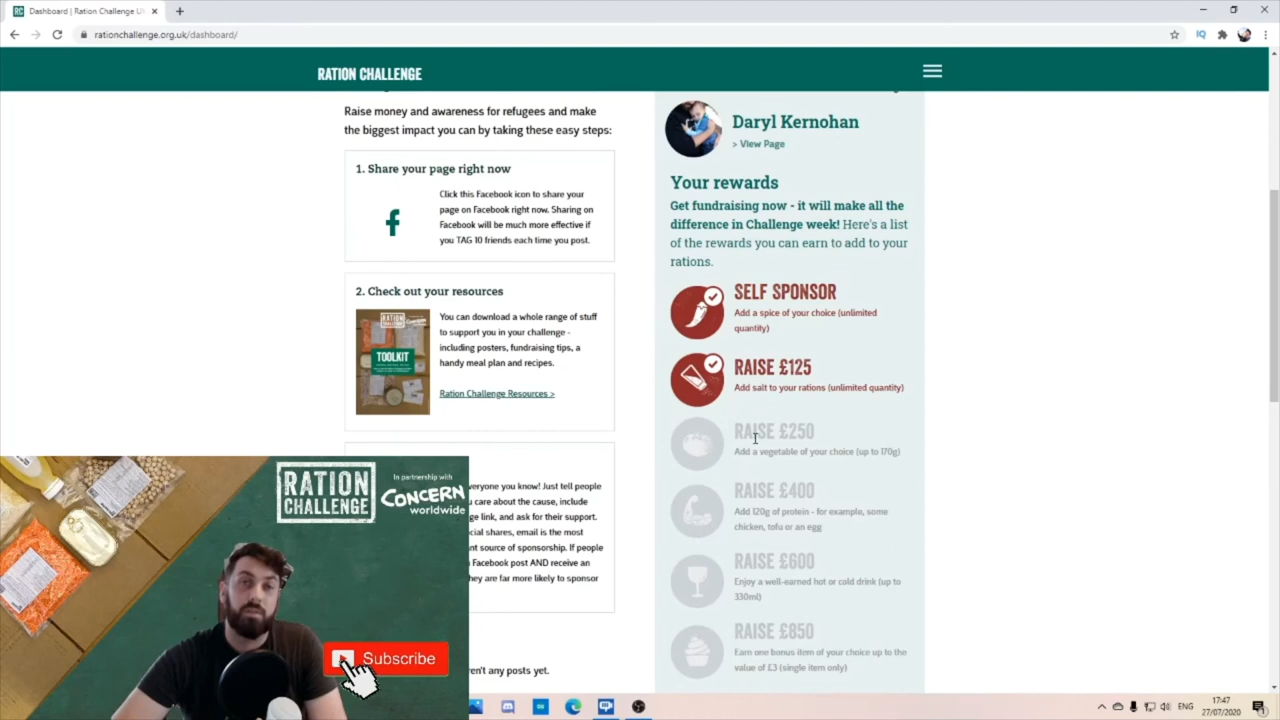 Dashboard | Ration Challenge U
rationchallenge.org.uk/dashboard/
RATION CHALLENGE
Raise money and awareness for refugees and make
the biggest impact you can by taking these easy steps:
1. Share your page right now
Click this Facebook icon to share your
page on Facebook right now. Sharing on
Facebook will be much more effective if
you TAG 10 friends each time you post.
2. Check out your resources
RATION
CHALLENGE
TOOLKIT
You can download a whole range of stuff
to support you in your challenge -
including posters, fundraising tips, a
handy meal plan and recipes.
Ration Challenge Resources >
veryone you know! Just tell people
u care about the cause, include
ge link, and ask for their support.
cial shares, email is the most
nt source of sponsorship. If people
Facebook post AND receive an
hey are far more likely to sponsor
n't any posts yet.
Daryl Kernohan
> View Page
Your rewards
Get fundraising now - it will make all the
difference in Challenge week! Here's a list
of the rewards you can earn to add to your
rations.
SELF SPONSOR
Add a spice of your choice (unlimited
quantity)
RAISE £125
Add salt to your rations (unlimited quantity)
RAISE £250
Add a vegetable of your choice (up to 170g)
RAISE £400
Add 120g of protein - for example, some
chicken, tofu or an egg
RAISE £600
Enjoy a well-earned hot or cold drink (up to
330ml)
RAISE £850
Earn one bonus item of your choice up to the
value of £3 (single item only)
RATION
CHALLENGE
In partnership with
CONCERN
worldwide
Subscribe
ENG
17:47
27/07/2020